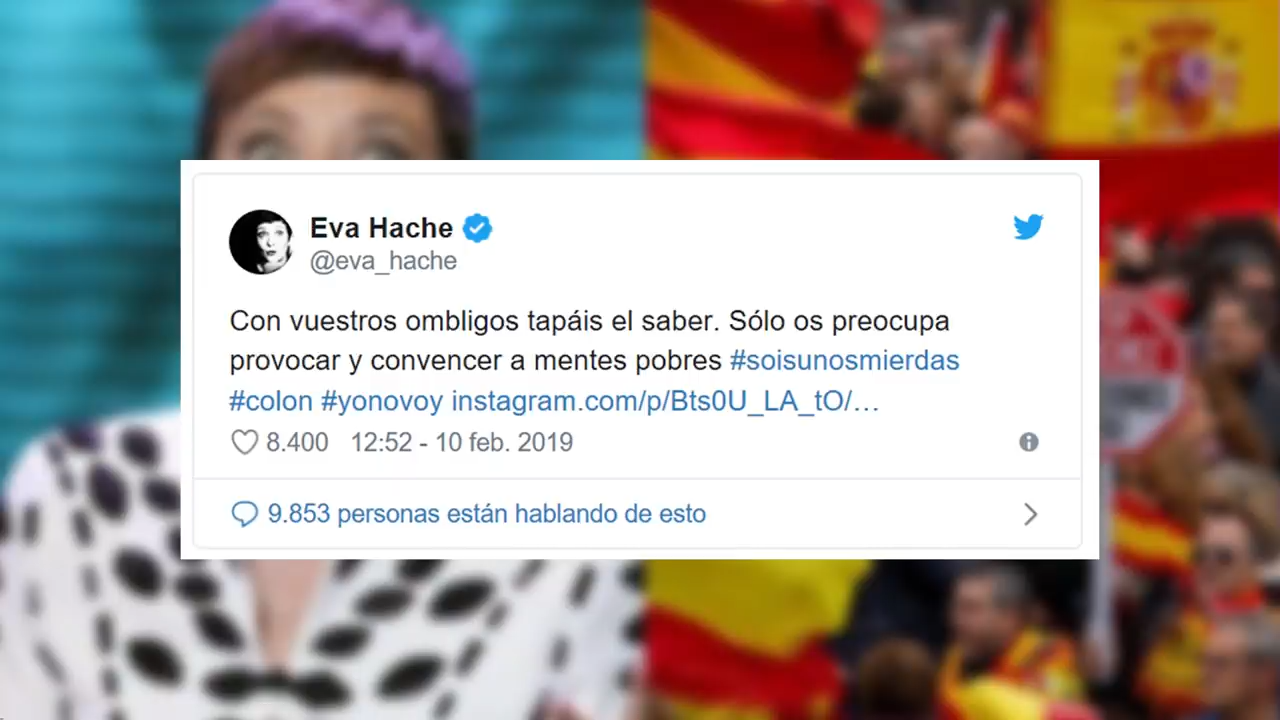 Eva Hache
@eva_hache
Con vuestros ombligos tapáis el saber. Sólo os preocupa
provocar y convencer a mentes pobres #soisunosmierdas
#colon #yonovoy instagram.com/p/Bts0U_LA_tO/…
8.400 12:52 - 10 feb. 2019
9.853 personas están hablando de esto